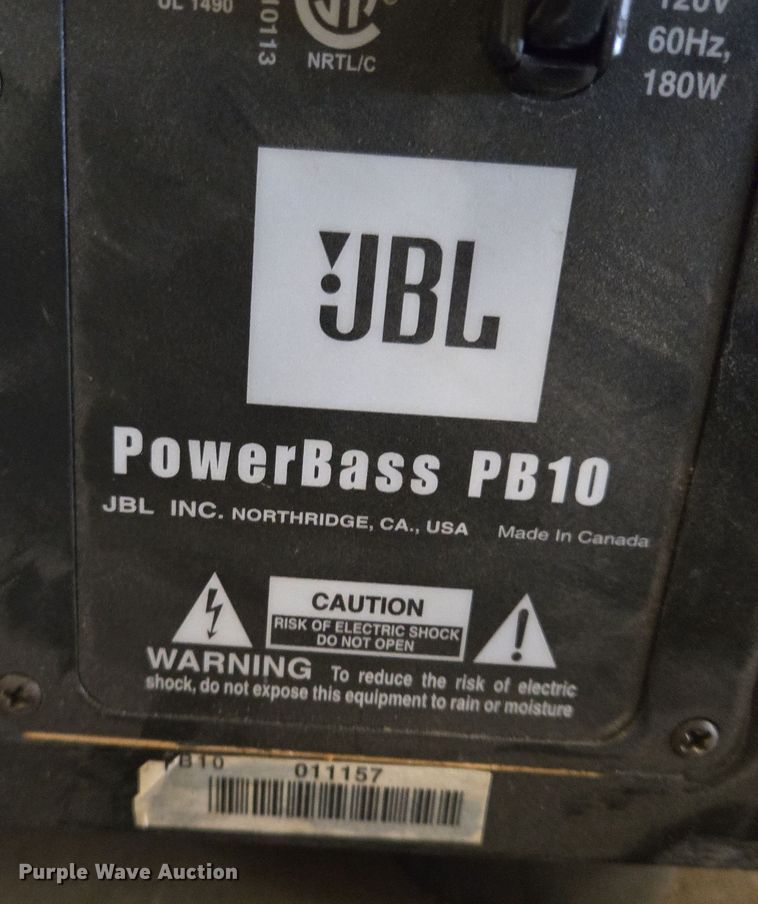 UL 1490
10113
NRTL/C
120V
60Hz,
180W
JBL
PowerBass PB10
JBL INC. NORTHRIDGE, CA., USA Made In Canada
CAUTION
RISK OF ELECTRIC SHOCK
DO NOT OPEN
WARNING To reduce the risk of electric
shock, do not expose this equipment to rain or moisture
PB10 011157
Purple Wave Auction